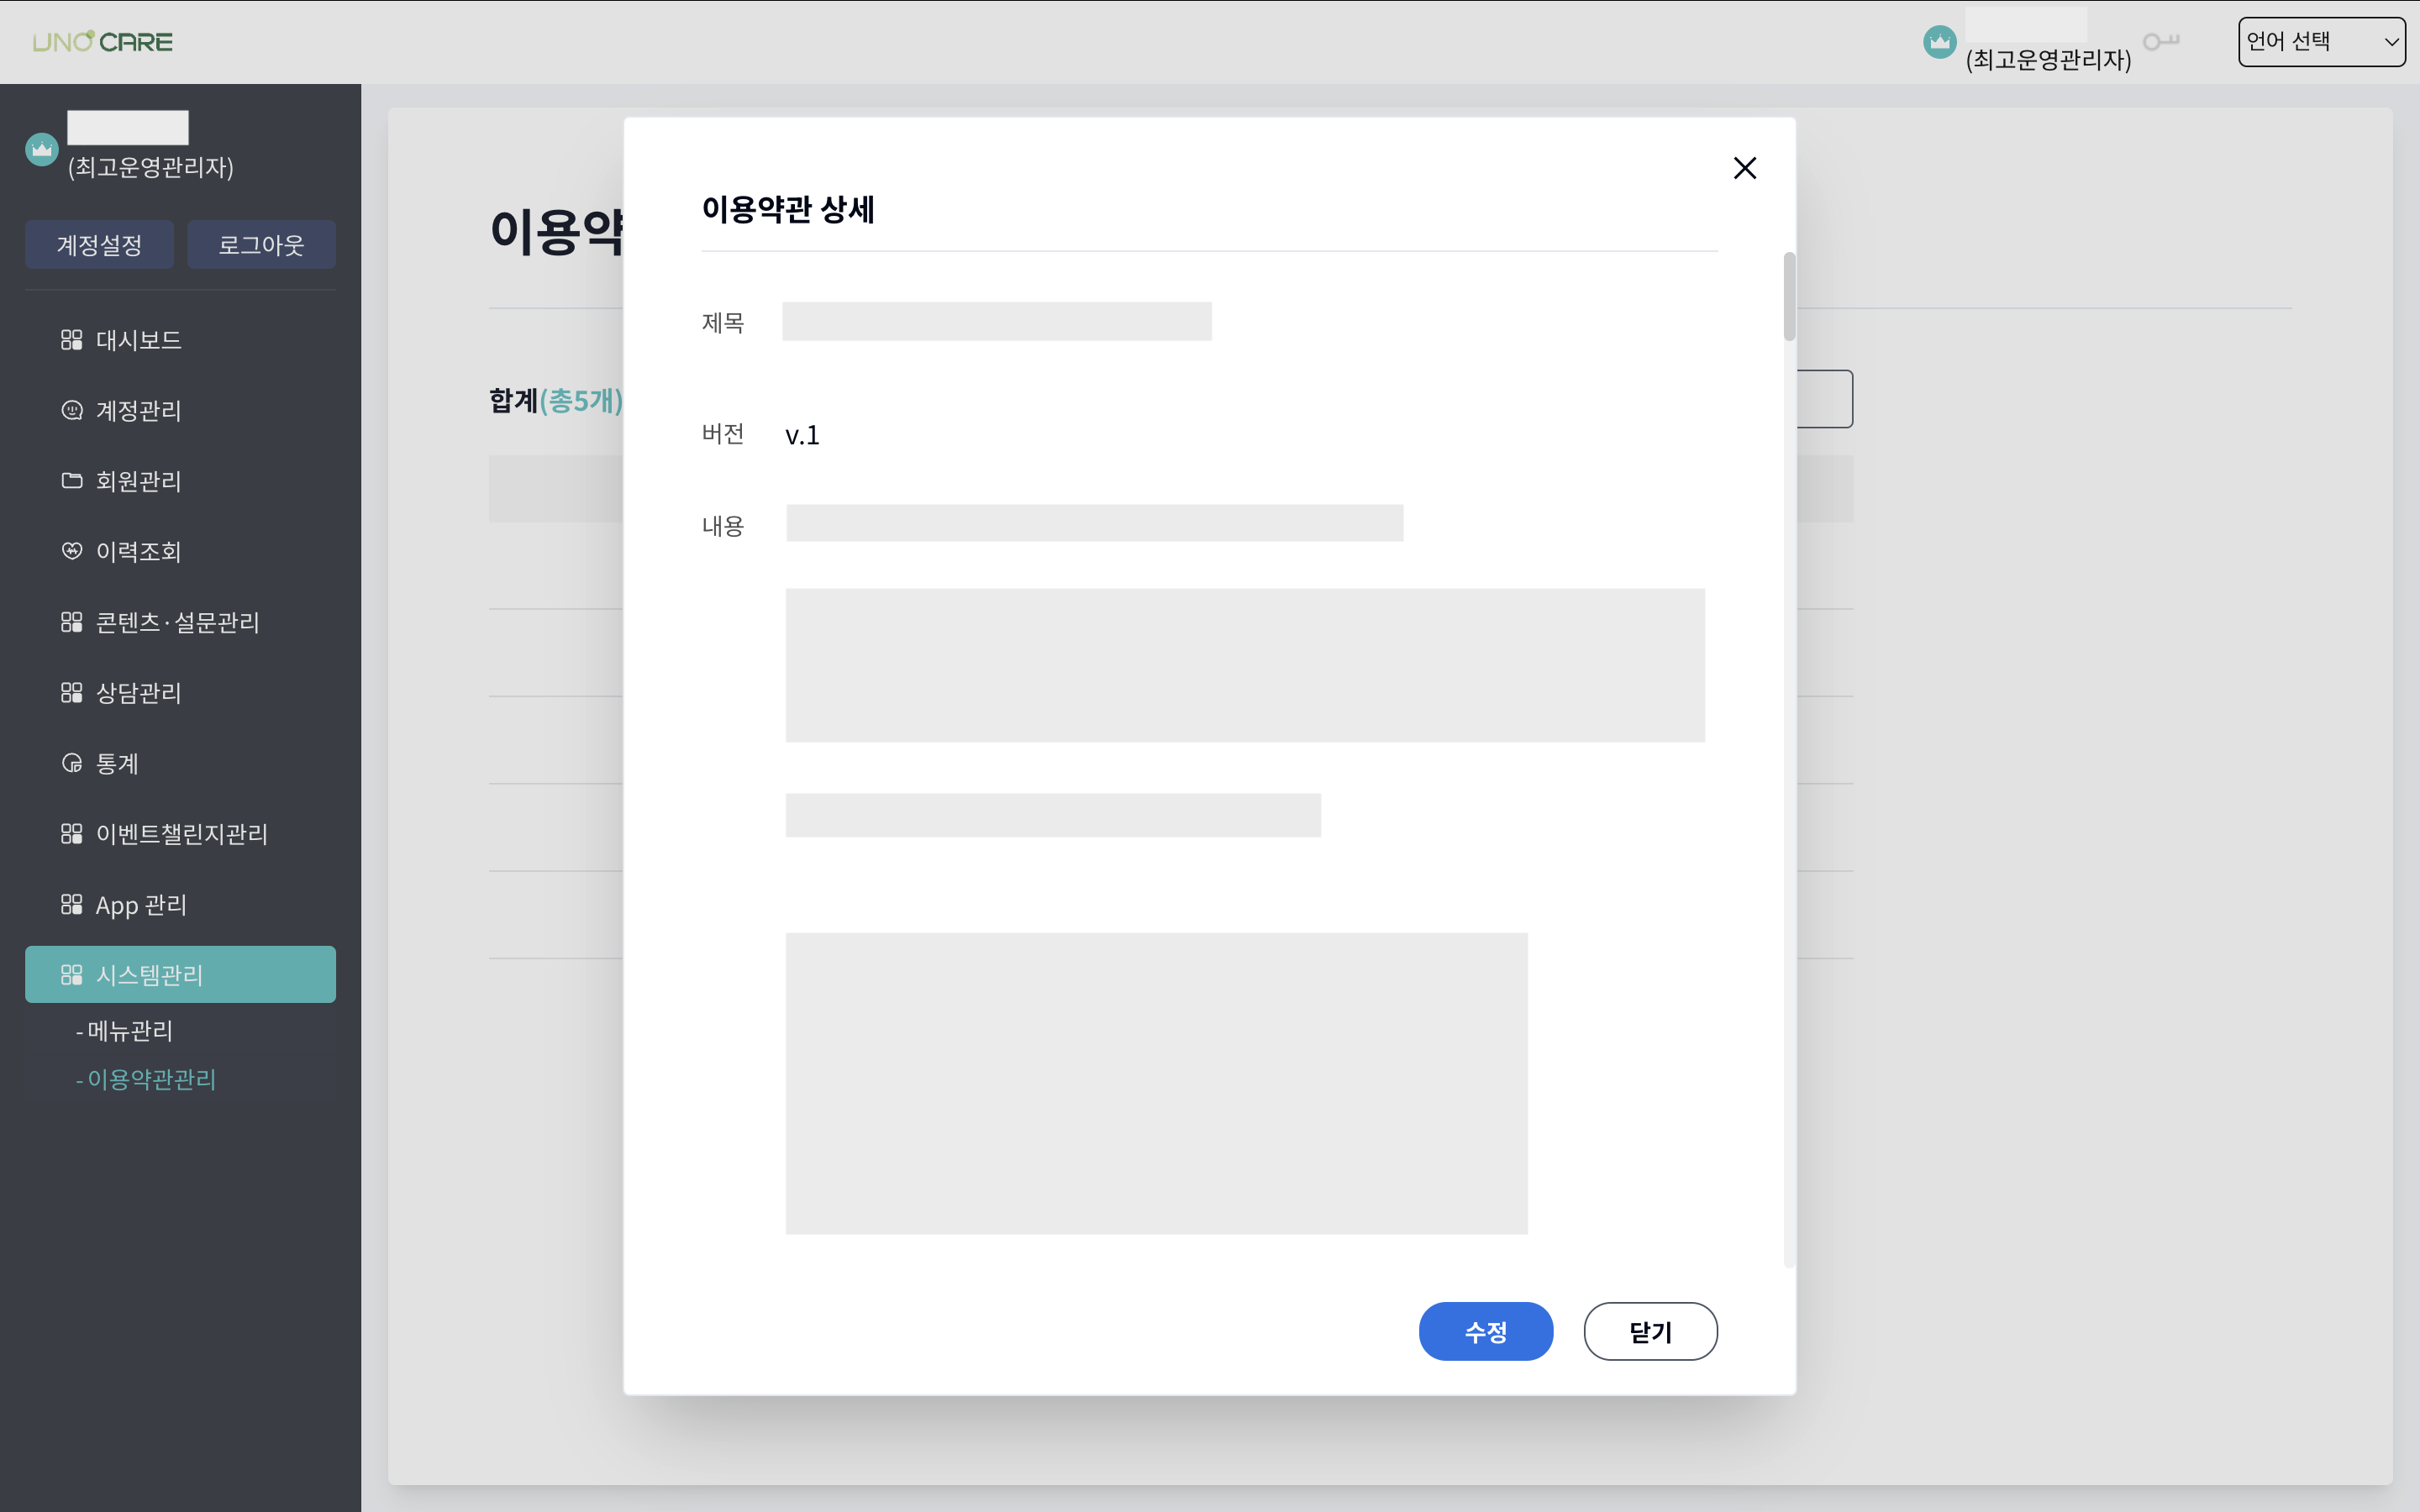 UNO CARE
(최고운영관리자)
언어 선택
(최고운영관리자)
계정설정
로그아웃
대시보드
계정관리
회원관리
이력조회
콘텐츠·설문관리
상담관리
통계
이벤트챌린지관리
App 관리
시스템관리
- 메뉴관리
- 이용약관관리
이용약
합계(총5개)
이용약관 상세
제목
버전 v.1
내용
수정
닫기